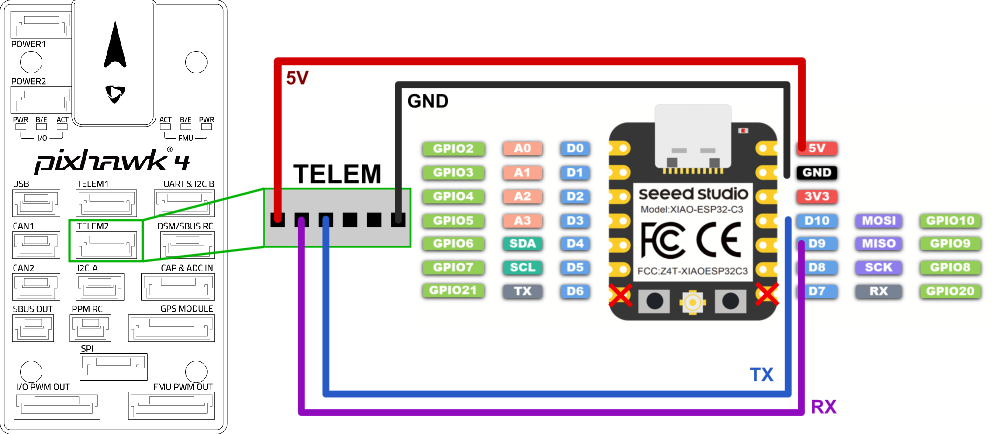 POWER1
POWER2
PWR B/E ACT
I/O
ACT B/E PWR
FMU
pixhawk 4
USB TELEM1 UART & I2C B
CAN1 TELEM2 DSM/SBUS RC
CAN2 I2C A CAP & ADC IN
SBUS OUT PPM RC GPS MODULE
SPI
I/O PWM OUT FMU PWM OUT
5V
GND
TELEM
GPIO2 A0 D0
GPIO3 A1 D1
GPIO4 A2 D2
GPIO5 A3 D3
GPIO6 SDA D4
GPIO7 SCL D5
GPIO21 TX D6
seeed studio
Model:XIAO-ESP32-C3
FC CE
FCC:Z4T-XIAOESP32C3
5V
GND
3V3
D10 MOSI GPIO10
D9 MISO GPIO9
D8 SCK GPIO8
D7 RX GPIO20
TX
RX